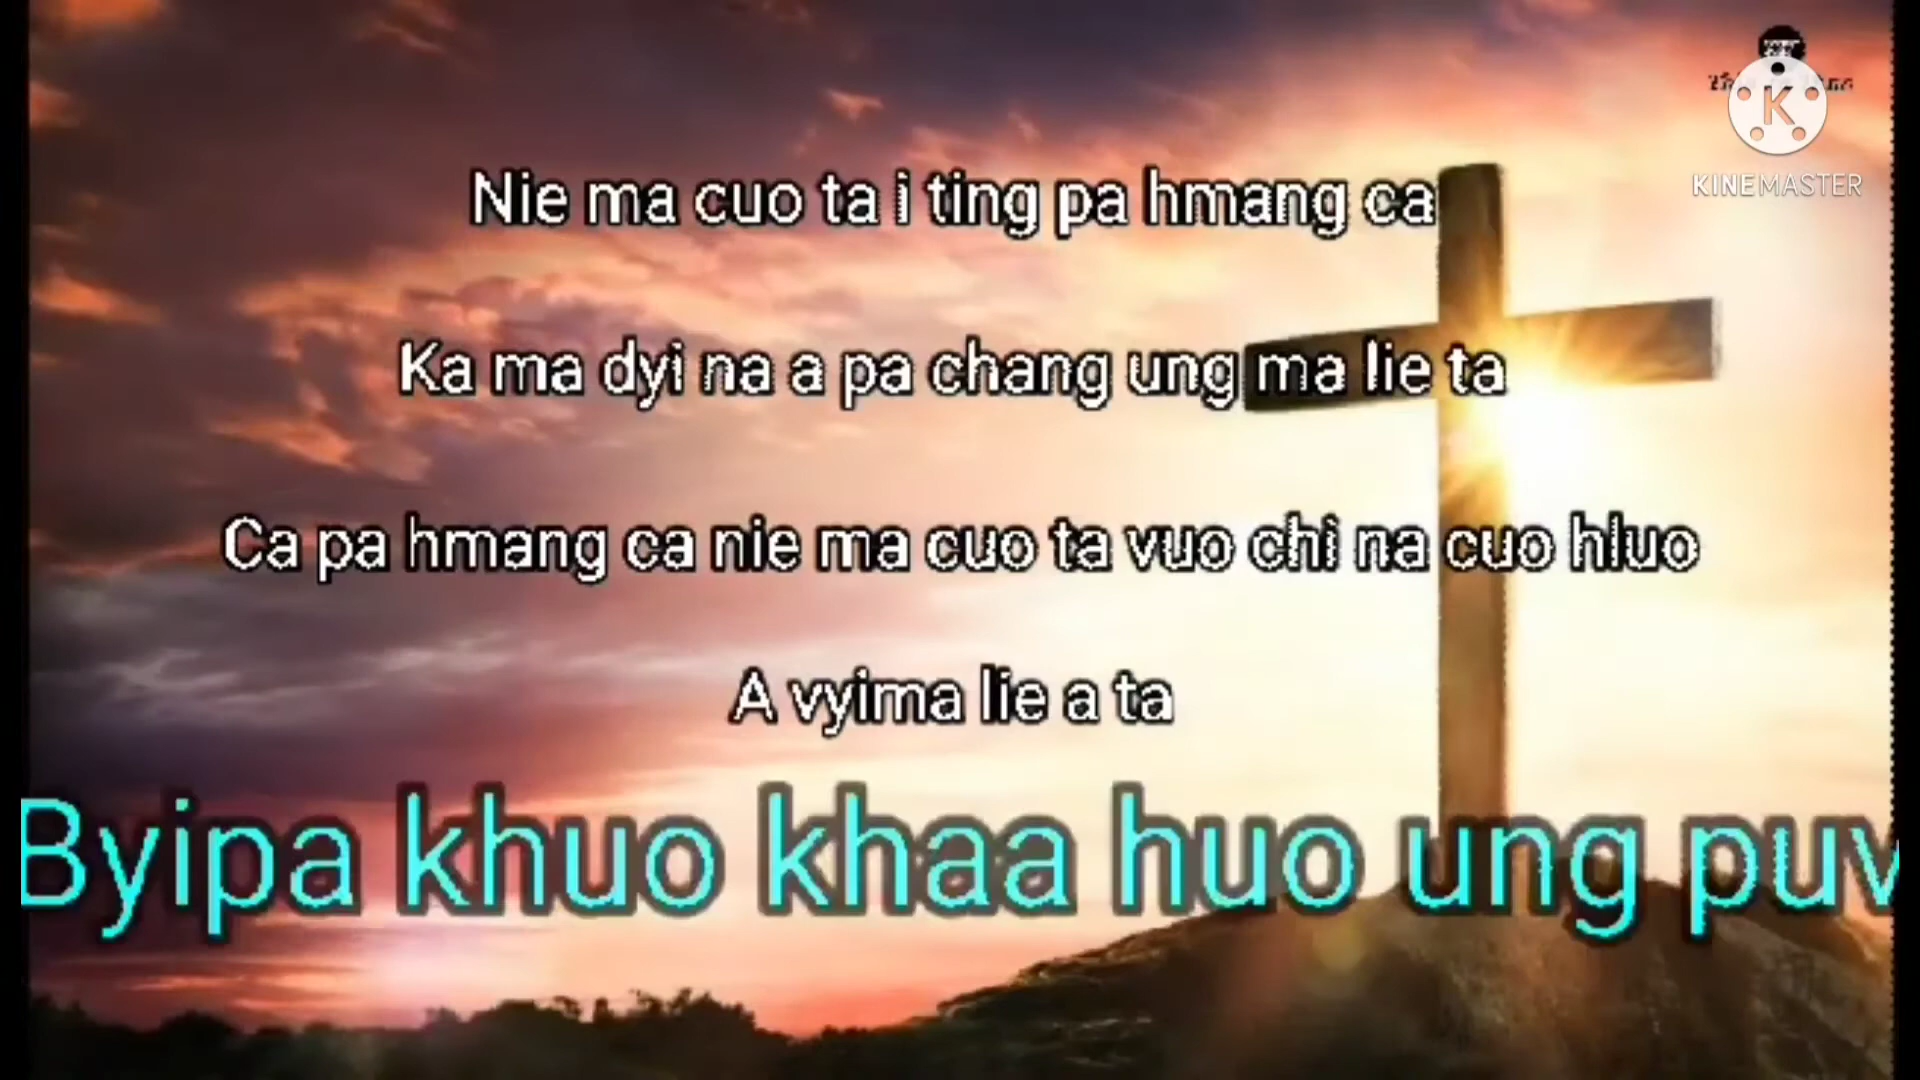 Nie ma cuo ta i ting pa hmang ca
Ka ma dyi na a pa chang ung ma lie ta
Ca pa hmang ca nie ma cuo ta vuo chi na cuo hluo
A vyima lie a ta
Byipa khuo khaa huo ung puv
KINEMASTER